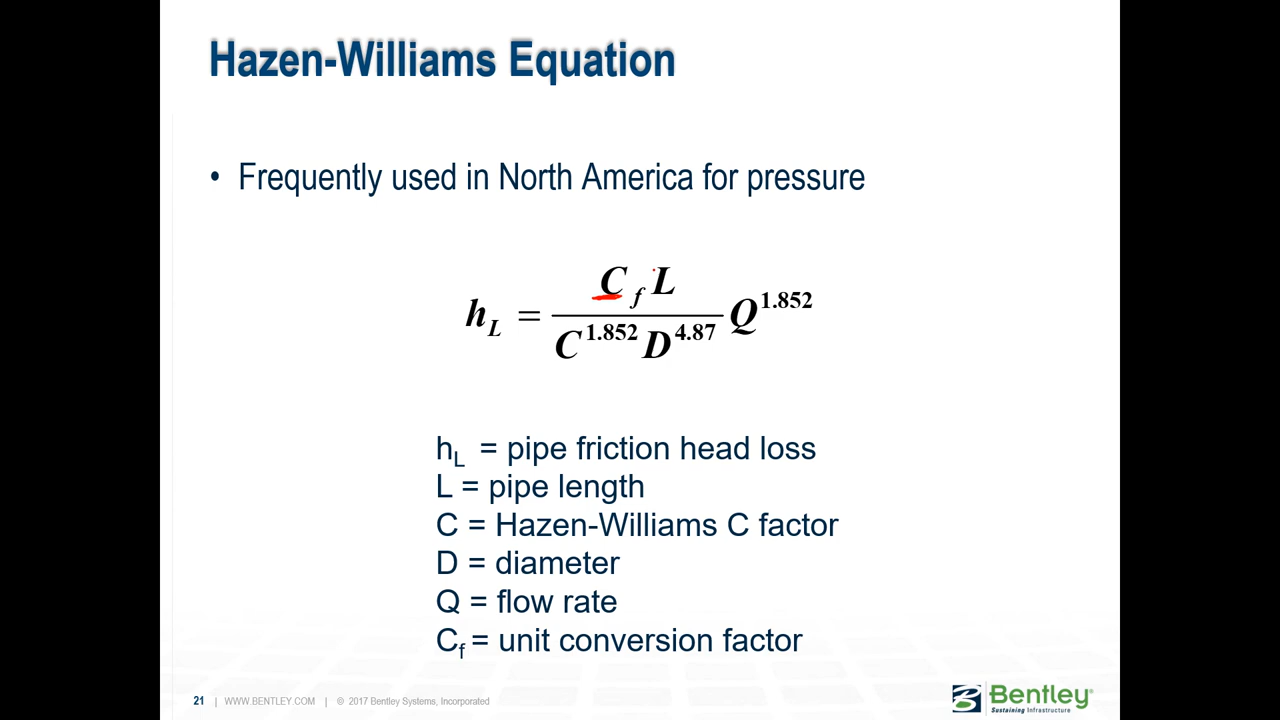 Hazen-Williams Equation
• Frequently used in North America for pressure
h_L = \frac{C_f L}{C^{1.852} D^{4.87}} Q^{1.852}
h_L = pipe friction head loss
L = pipe length
C = Hazen-Williams C factor
D = diameter
Q = flow rate
C_f = unit conversion factor
21 | WWW.BENTLEY.COM | © 2017 Bentley Systems, Incorporated
Bentley®
Sustaining Infrastructure